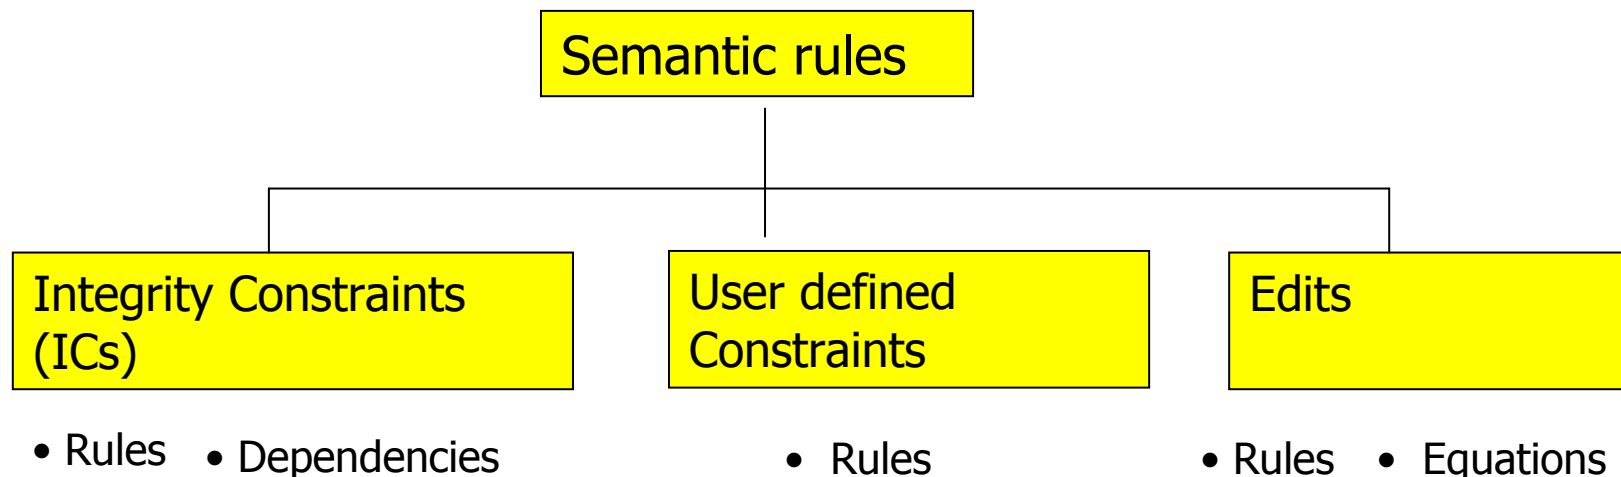 Semantic rules
Integrity Constraints
(ICs)
User defined
Constraints
Edits
• Rules • Dependencies
• Rules
• Rules • Equations